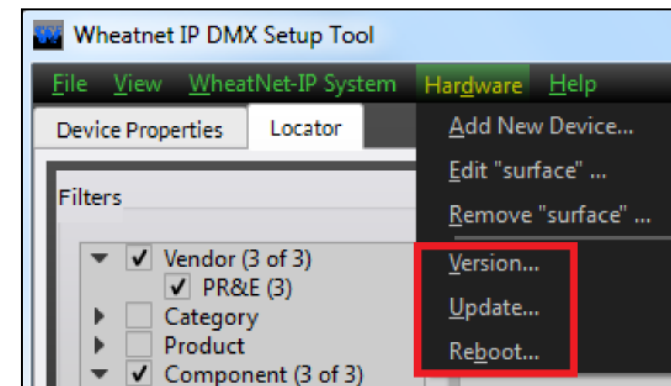 Wheatnet IP DMX Setup Tool
File View WheatNet-IP System Hardware Help
Device Properties Locator
Add New Device...
Edit "surface" ...
Remove "surface" ...
Version...
Update...
Reboot...
Filters
Vendor (3 of 3)
PR&E (3)
Category
Product
Component (3 of 3)